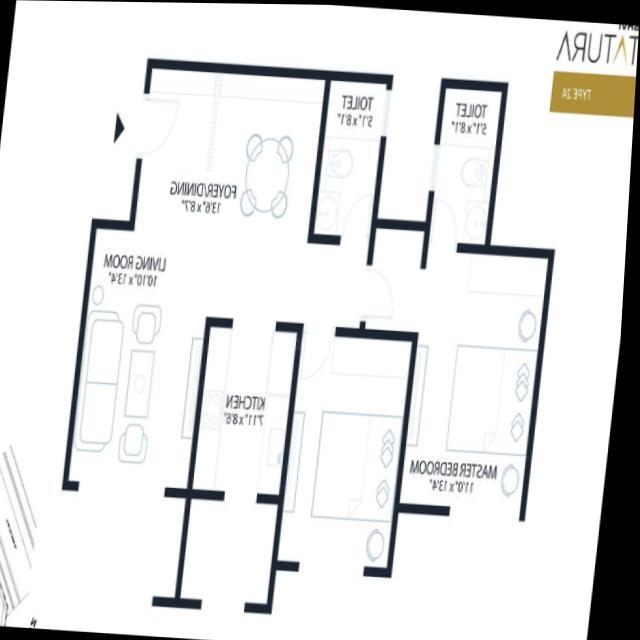 TATURA
TYPE 2A
TOILET
5'1" x 8'1"
TOILET
5'1" x 8'1"
FOYER/DINING
13'6" x 8'7"
LIVING ROOM
10'10" x 13'4"
KITCHEN
7'11" x 8'6"
MASTER BEDROOM
11'0" x 13'4"
N